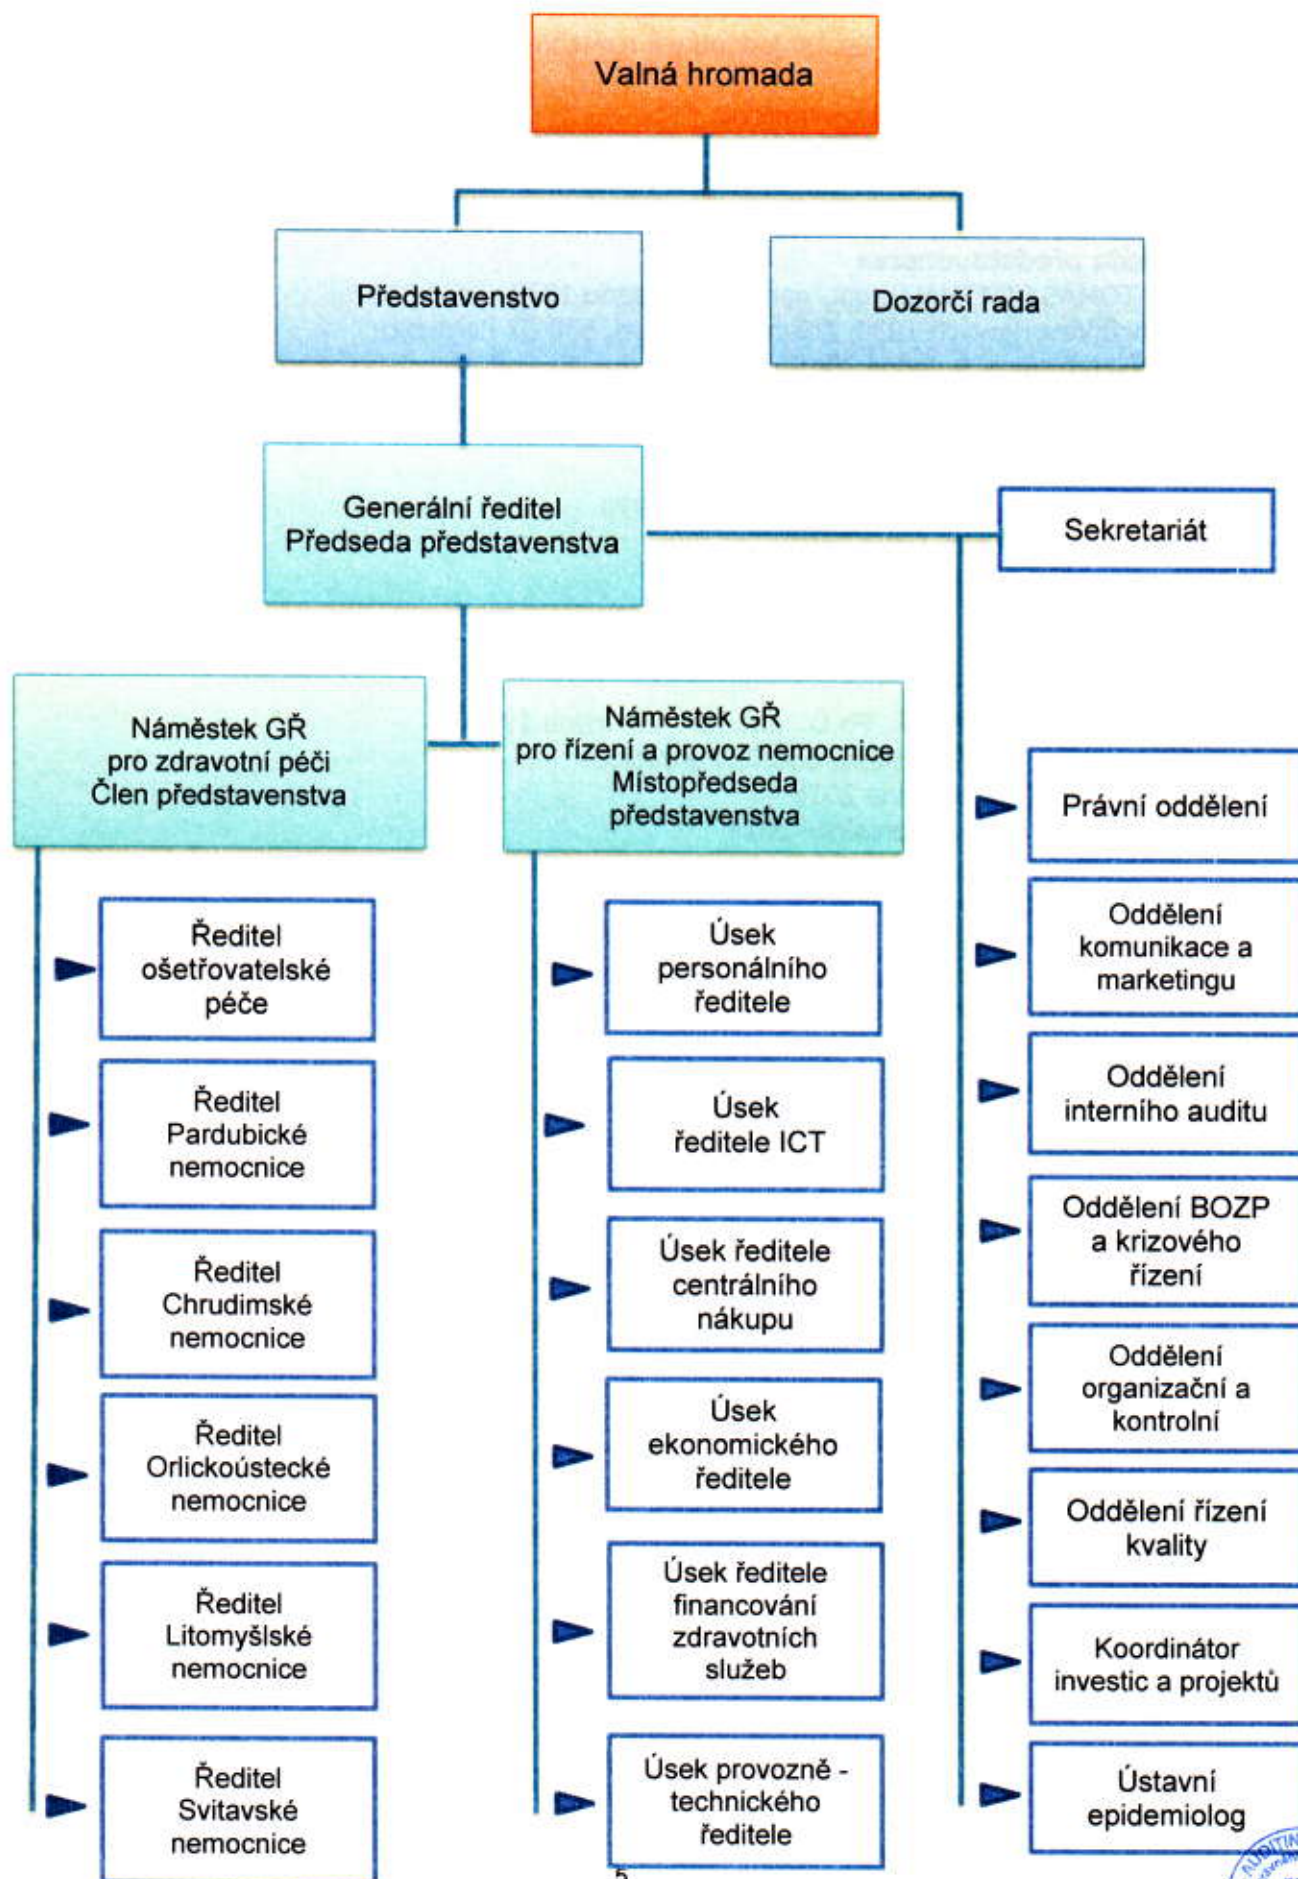 Valná hromada
Představenstvo
Dozorčí rada
Generální ředitel
Předseda představenstva
Sekretariát
Náměstek GŘ
pro zdravotní péči
Člen představenstva
Náměstek GŘ
pro řízení a provoz nemocnice
Místopředseda
představenstva
Ředitel
ošetřovatelské
péče
Ředitel
Pardubické
nemocnice
Ředitel
Chrudimské
nemocnice
Ředitel
Orlickoústecké
nemocnice
Ředitel
Litomyšlské
nemocnice
Ředitel
Svitavské
nemocnice
Úsek
personálního
ředitele
Úsek
ředitele ICT
Úsek ředitele
centrálního
nákupu
Úsek
ekonomického
ředitele
Úsek ředitele
financování
zdravotních
služeb
Úsek provozně -
technického
ředitele
Právní oddělení
Oddělení
komunikace a
marketingu
Oddělení
interního auditu
Oddělení BOZP
a krizového
řízení
Oddělení
organizační a
kontrolní
Oddělení řízení
kvality
Koordinátor
investic a projektů
Ústavní
epidemiolog
5